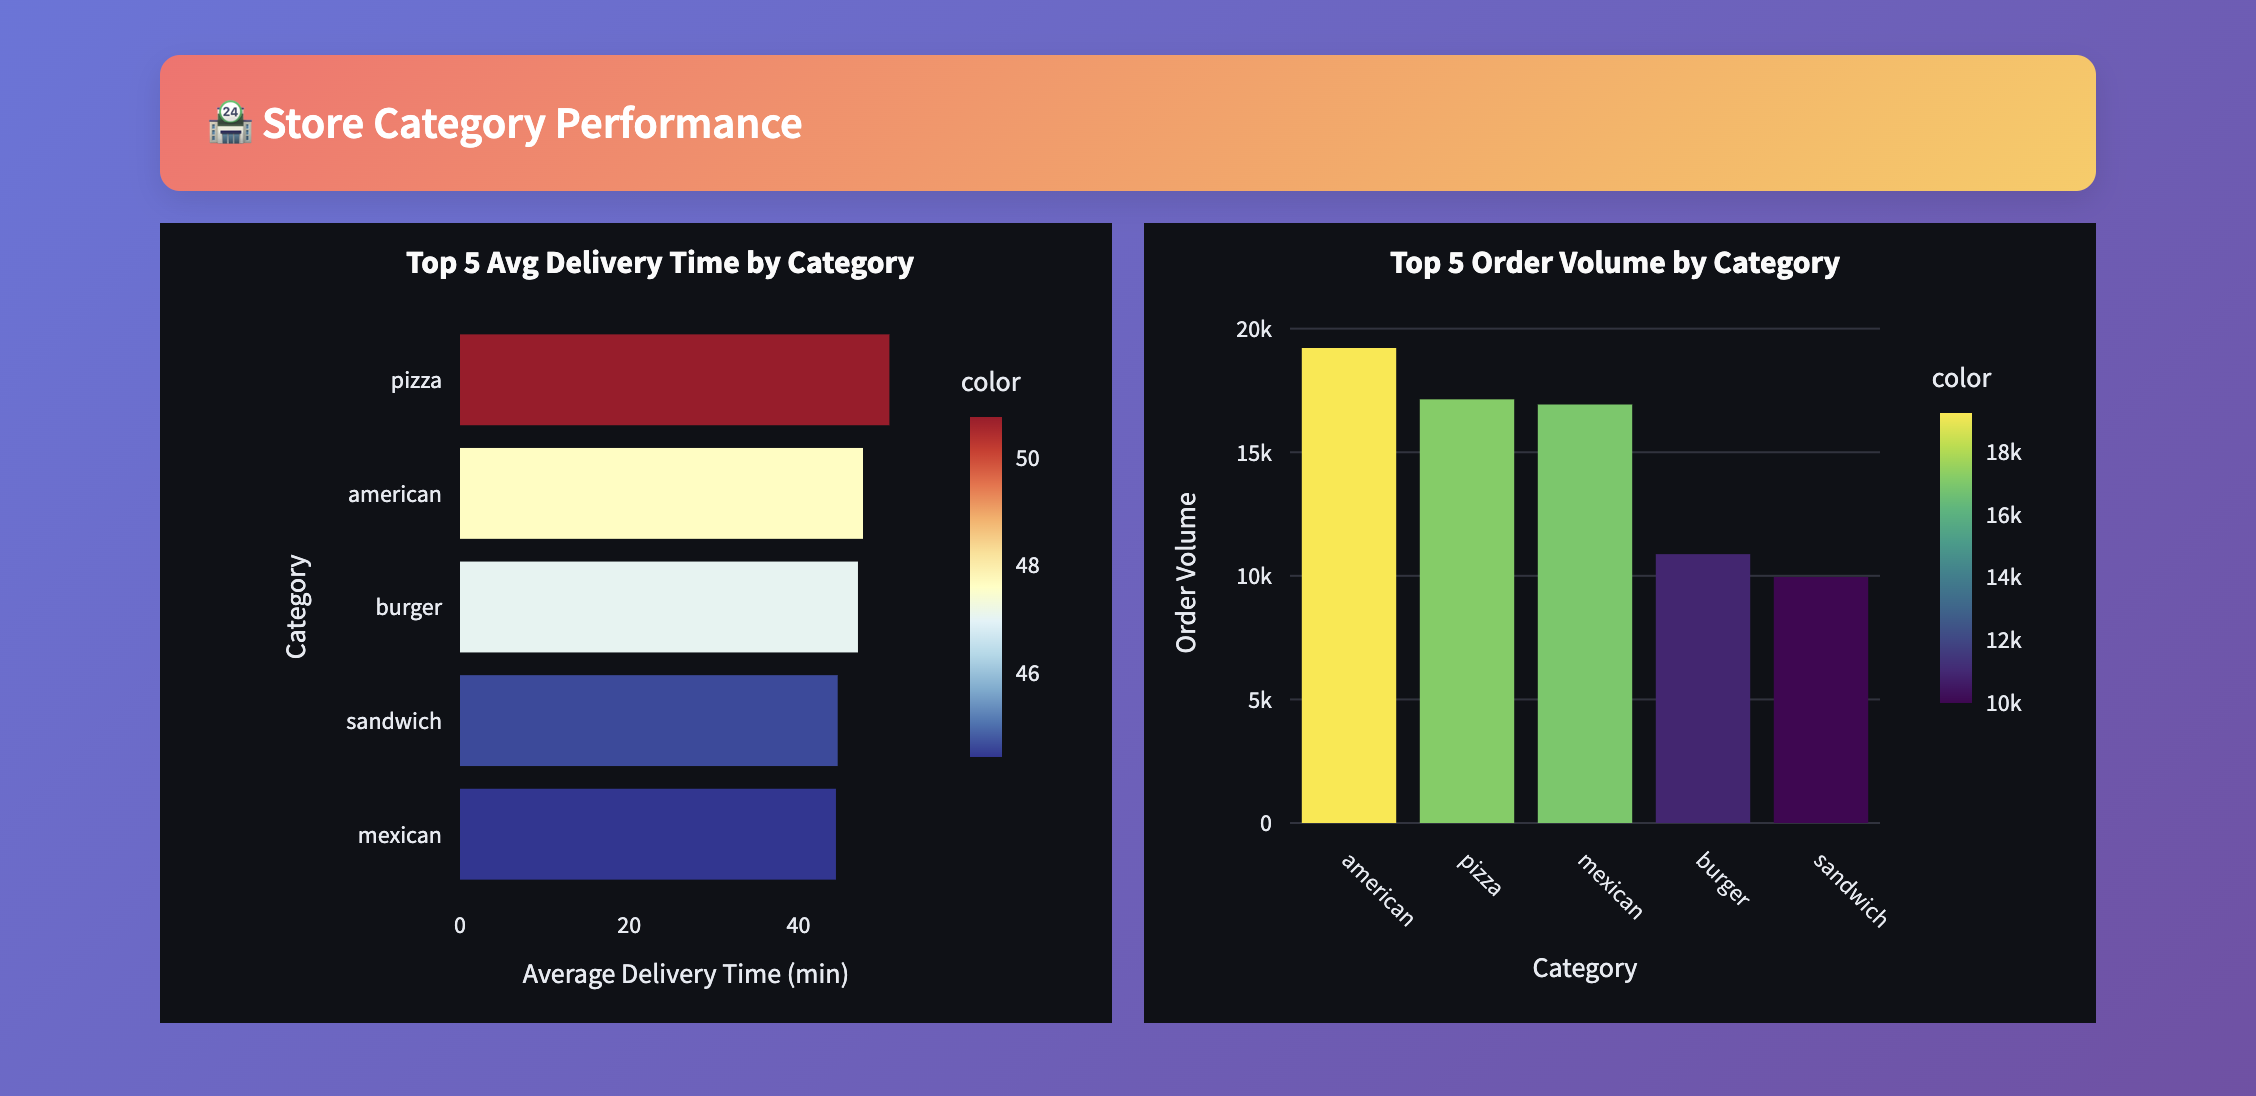 24
Store Category Performance
Top 5 Avg Delivery Time by Category
Category
pizza
american
burger
sandwich
mexican
0 20 40
Average Delivery Time (min)
color
50
48
46
Top 5 Order Volume by Category
Order Volume
20k
15k
10k
5k
0
american
pizza
mexican
burger
sandwich
Category
color
18k
16k
14k
12k
10k